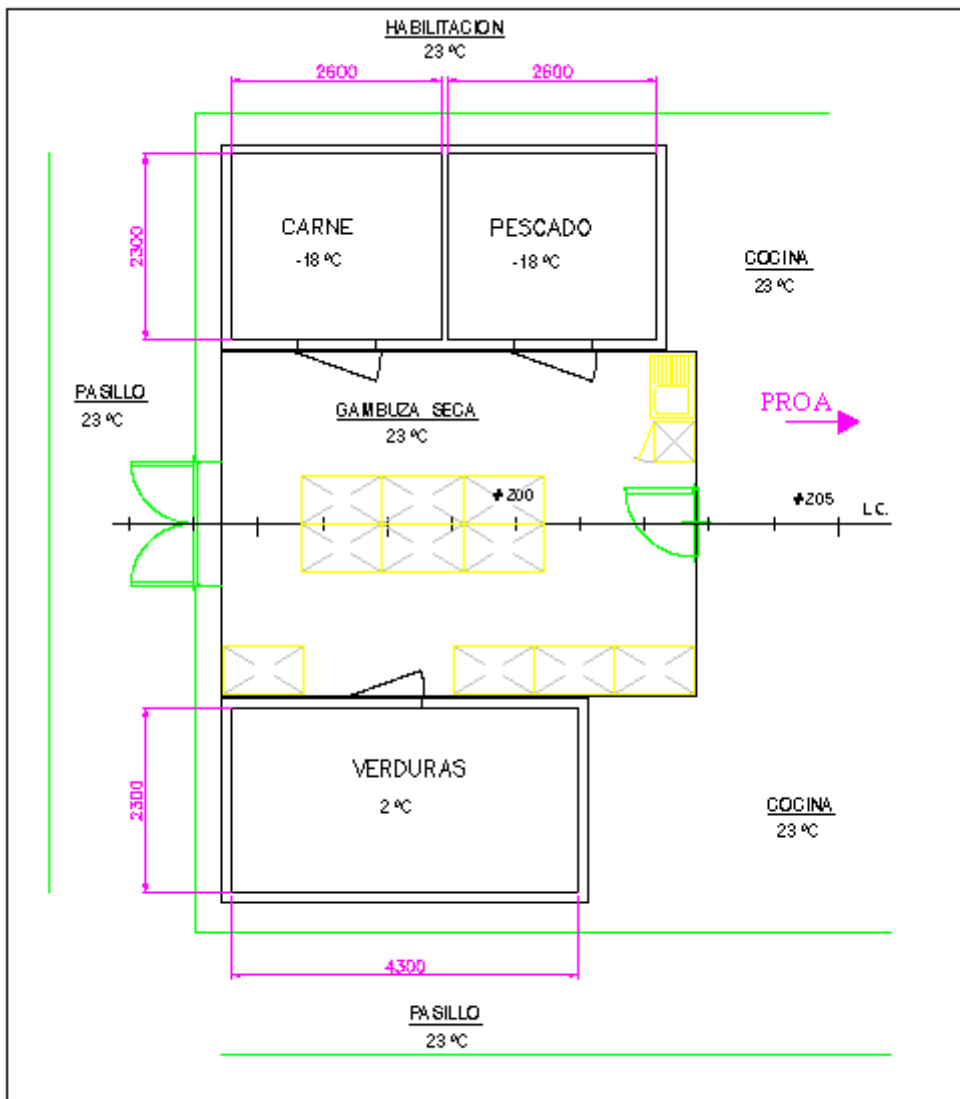 HABILITACION
23 ºC
2600
2600
2300
CARNE
-18 ºC
PESCADO
-18 ºC
COCINA
23 ºC
PASILLO
23 ºC
GAMBUZA SECA
23 ºC
PROA
200
205
L.C.
2300
VERDURAS
2 ºC
COCINA
23 ºC
4300
PASILLO
23 ºC